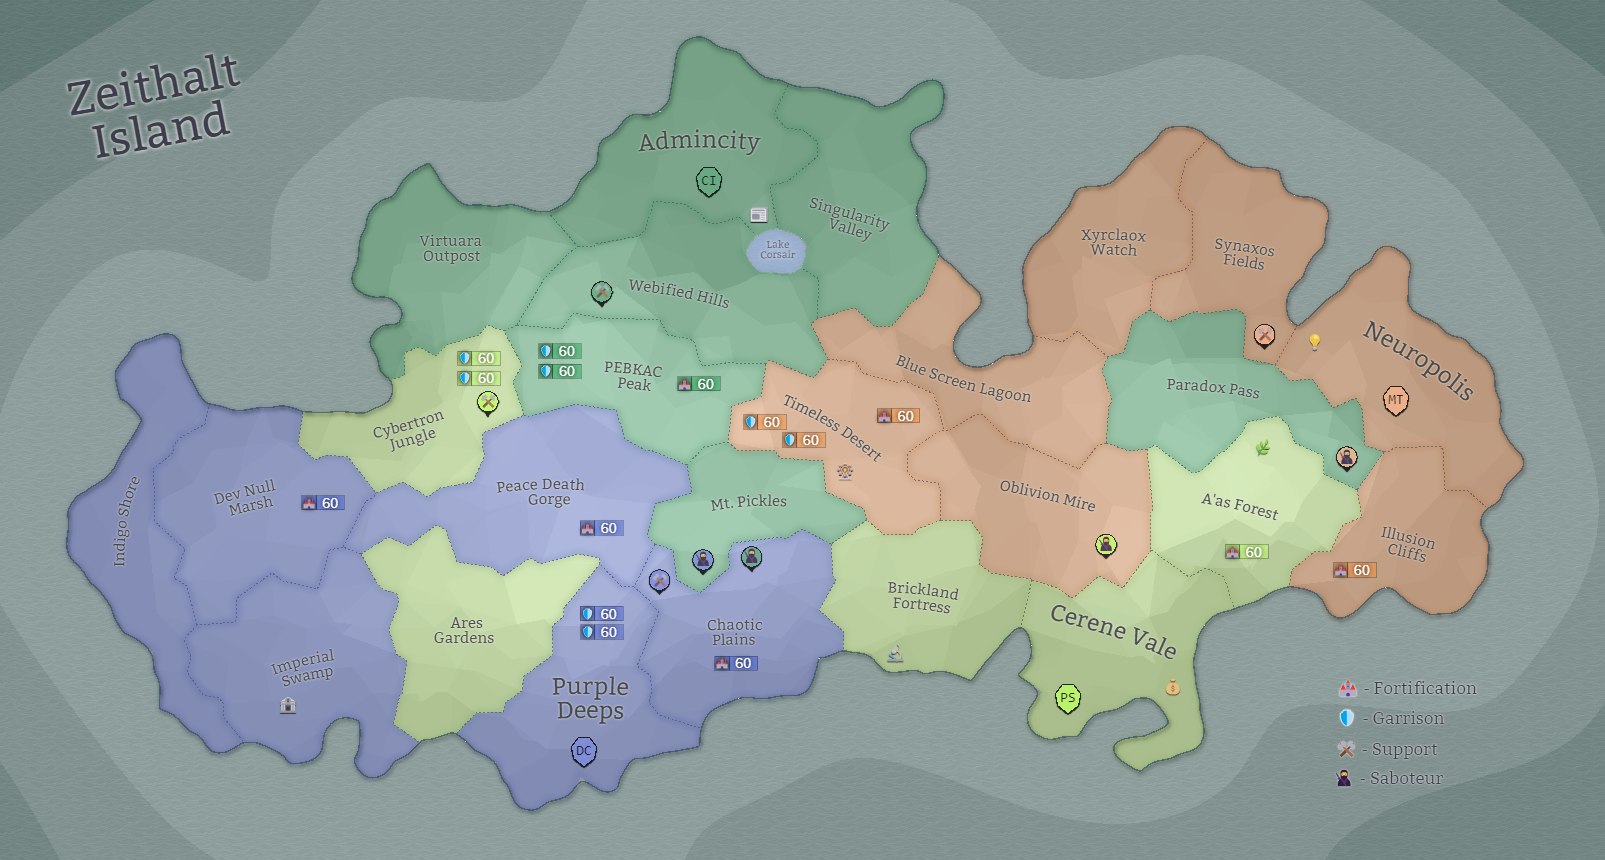 Zeithalt
Island
Admincity
CI
Singularity
Valley
Lake
Corsair
Virtuara
Outpost
Webified Hills
Xyrclaox
Watch
Synaxos
Fields
Neuropolis
MT
60
60
60
60
PEBKAC
Peak
60
Blue Screen Lagoon
Paradox Pass
Cybertron
Jungle
Timeless Desert
60
60
60
Indigo Shore
Dev Null
Marsh
60
Peace Death
Gorge
60
Mt. Pickles
Oblivion Mire
A'as Forest
60
Illusion
Cliffs
60
Ares
Gardens
60
60
Chaotic
Plains
60
Brickland
Fortress
Cerene Vale
PS
Imperial
Swamp
Purple
Deeps
DC
- Fortification
- Garrison
- Support
- Saboteur